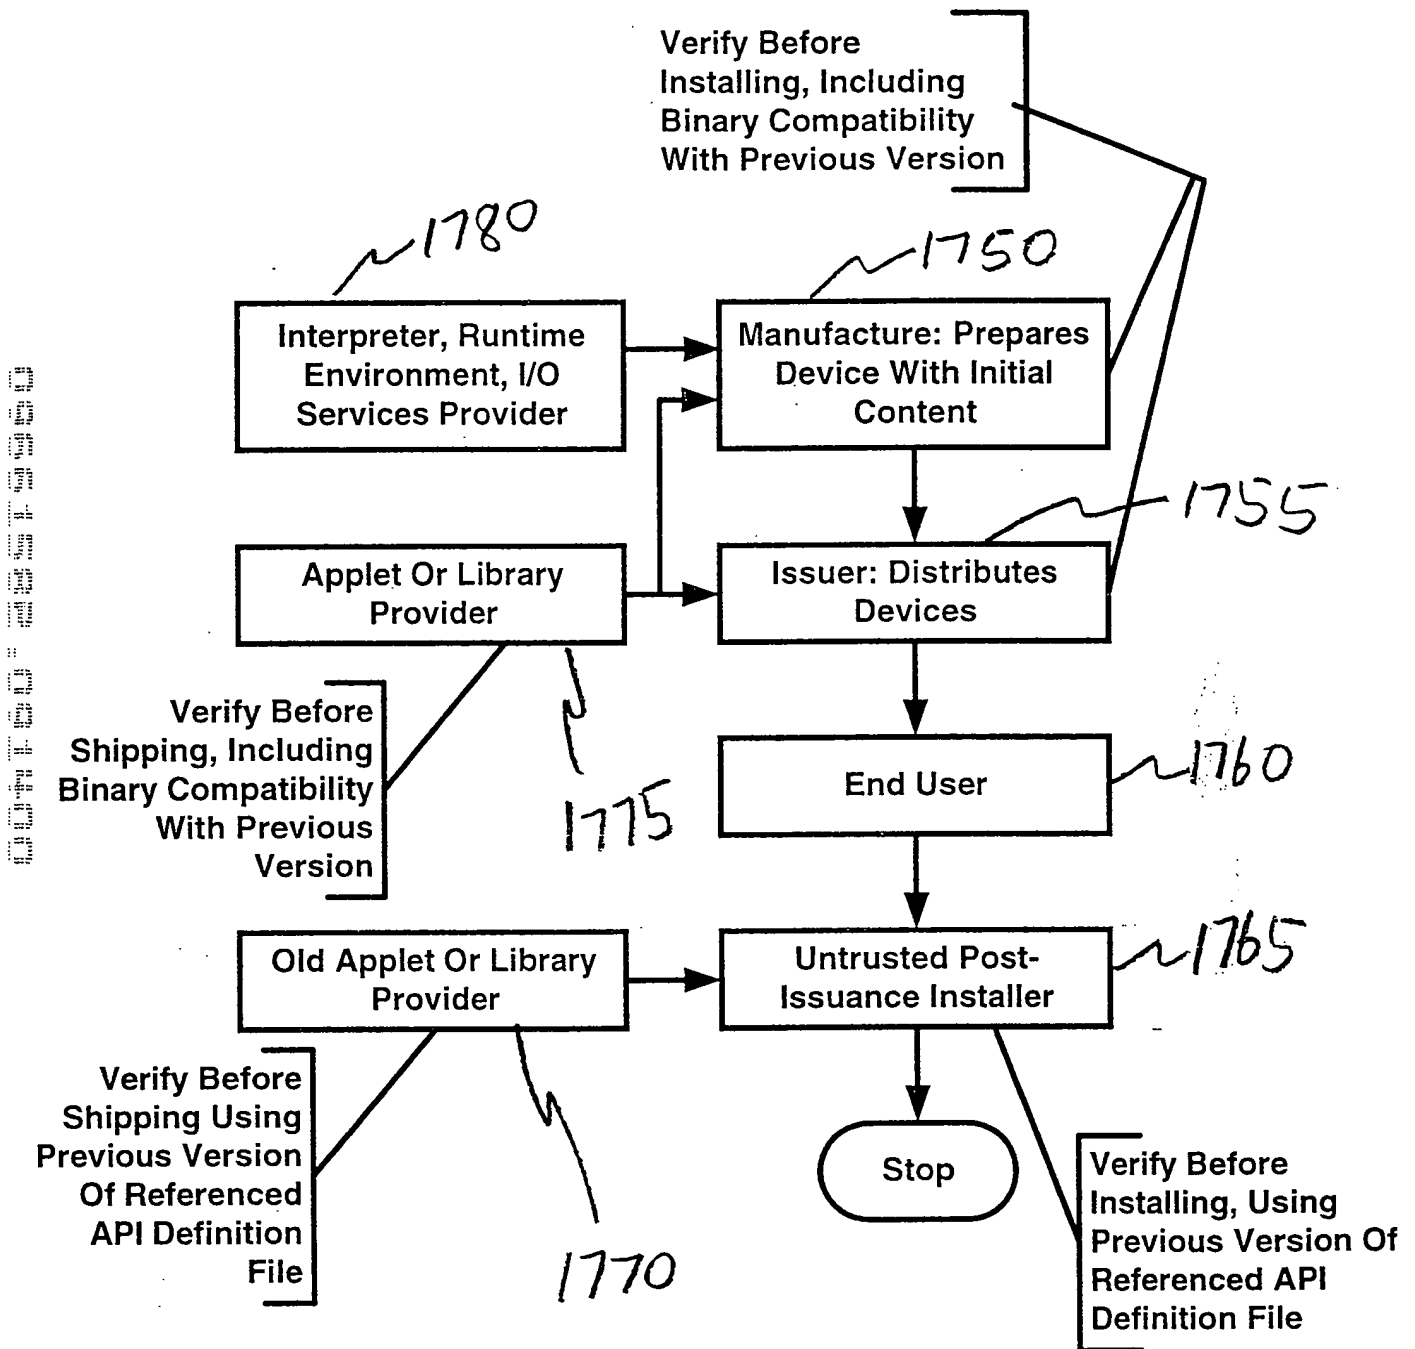 Verify Before
Installing, Including
Binary Compatibility
With Previous Version
1780
1750
Interpreter, Runtime
Environment, I/O
Services Provider
Manufacture: Prepares
Device With Initial
Content
1755
Applet Or Library
Provider
Issuer: Distributes
Devices
Verify Before
Shipping, Including
Binary Compatibility
With Previous
Version
1775
End User
1760
Old Applet Or Library
Provider
Untrusted Post-
Issuance Installer
1765
Verify Before
Shipping Using
Previous Version
Of Referenced
API Definition
File
1770
Stop
Verify Before
Installing, Using
Previous Version Of
Referenced API
Definition File